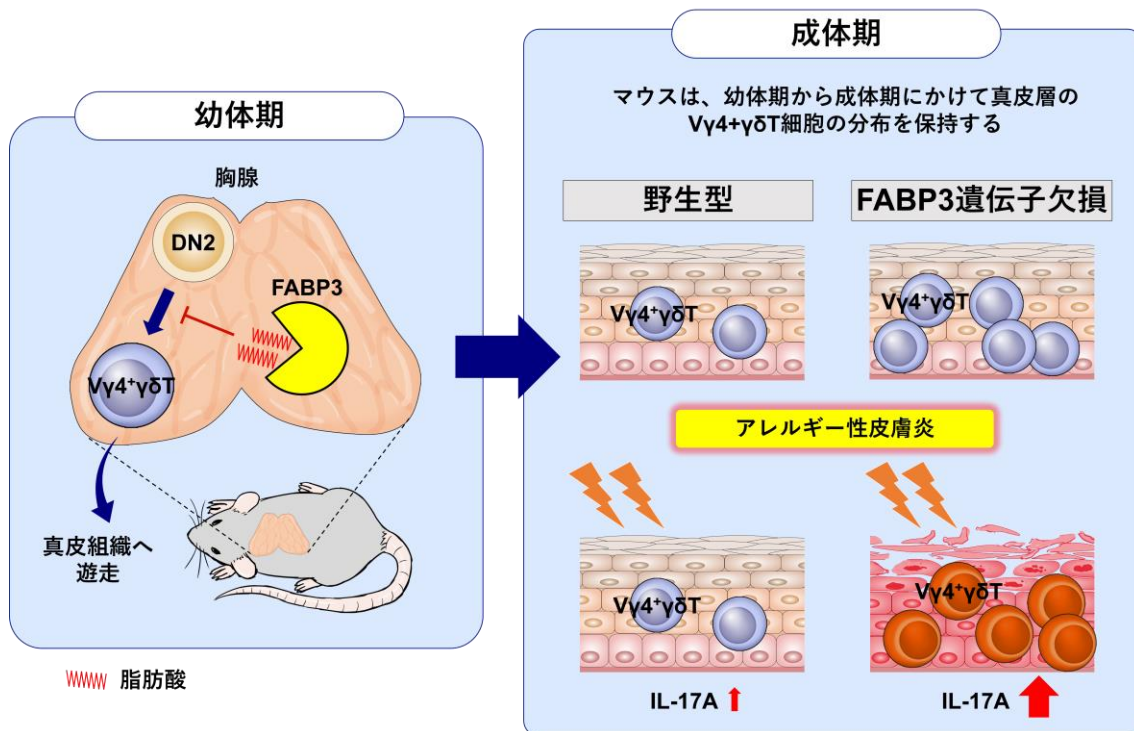 幼体期
胸腺
DN2
FABP3
Vγ4⁺γδT
真皮組織へ
遊走
脂肪酸
成体期
マウスは、幼体期から成体期にかけて真皮層の
Vγ4+γδT細胞の分布を保持する
野生型
FABP3遺伝子欠損
Vγ4⁺γδT
Vγ4⁺γδT
アレルギー性皮膚炎
Vγ4⁺γδT
Vγ4⁺γδT
IL-17A
IL-17A